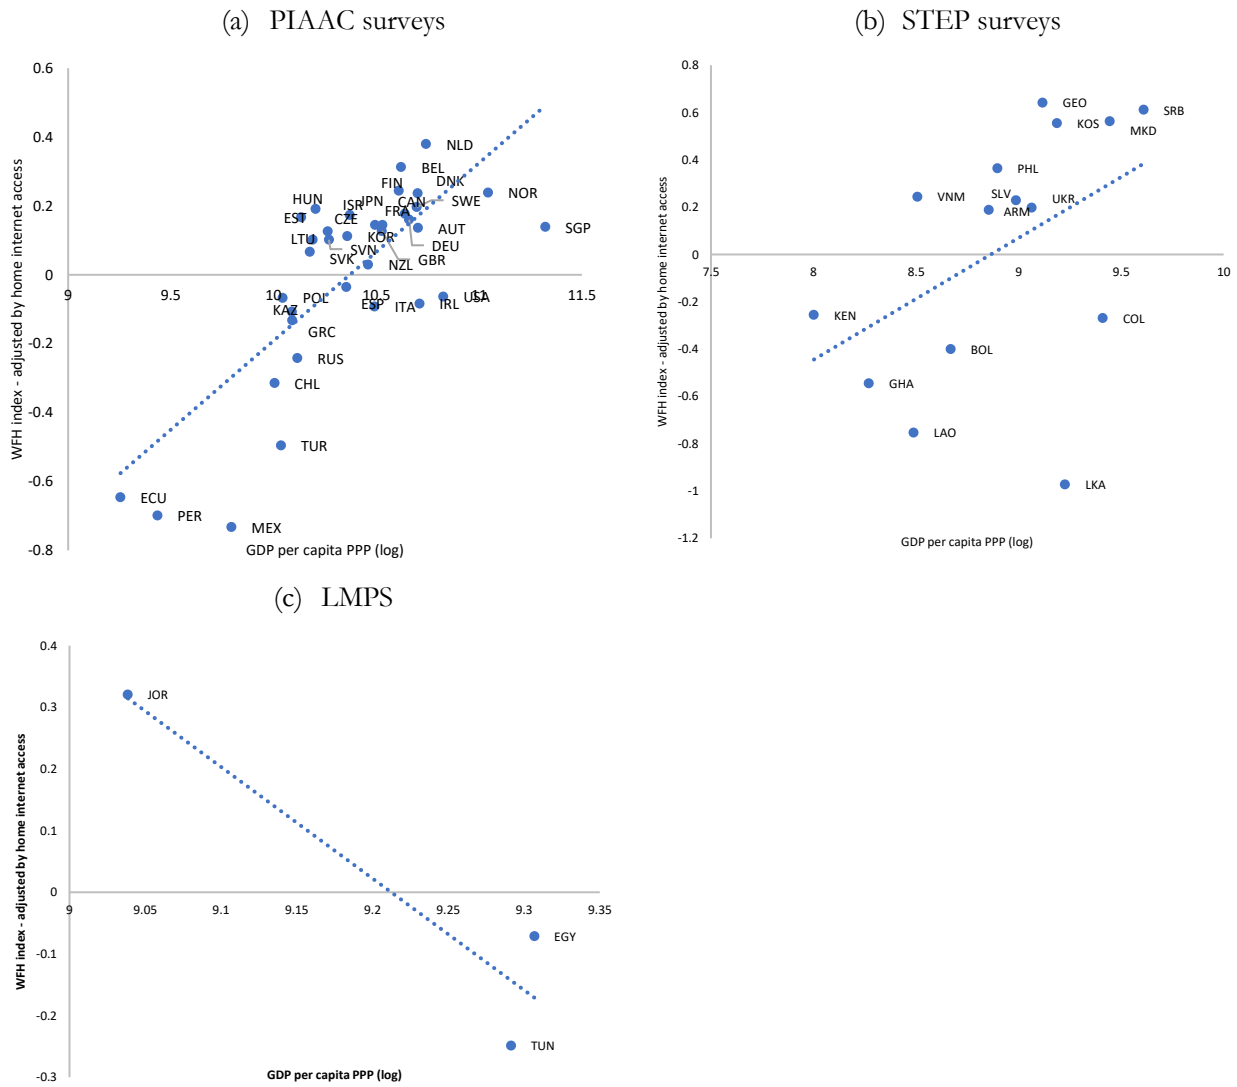 (a) PIAAC surveys
0.6
0.4
0.2
0
-0.2
-0.4
-0.6
-0.8
9
9.5
10
10.5
11
11.5
WFH index - adjusted by home internet access
GDP per capita PPP (log)
NLD
BEL
FIN
DNK
NOR
HUN
ISR
JPN
CAN
SWE
EST
CZE
FRA
SGP
AUT
LTU
KOR
DEU
SVK
SVN
NZL
GBR
POL
ESP
ITA
IRL
USA
KAZ
GRC
RUS
CHL
TUR
ECU
PER
MEX
(b) STEP surveys
0.8
0.6
0.4
0.2
0
-0.2
-0.4
-0.6
-0.8
-1
-1.2
7.5
8
8.5
9
9.5
10
WFH index - adjusted by home internet access
GDP per capita PPP (log)
GEO
SRB
KOS
MKD
PHL
VNM
SLV
UKR
ARM
KEN
COL
BOL
GHA
LAO
LKA
(c) LMPS
0.4
0.3
0.2
0.1
0
-0.1
-0.2
-0.3
9
9.05
9.1
9.15
9.2
9.25
9.3
9.35
WFH index - adjusted by home internet access
GDP per capita PPP (log)
JOR
EGY
TUN